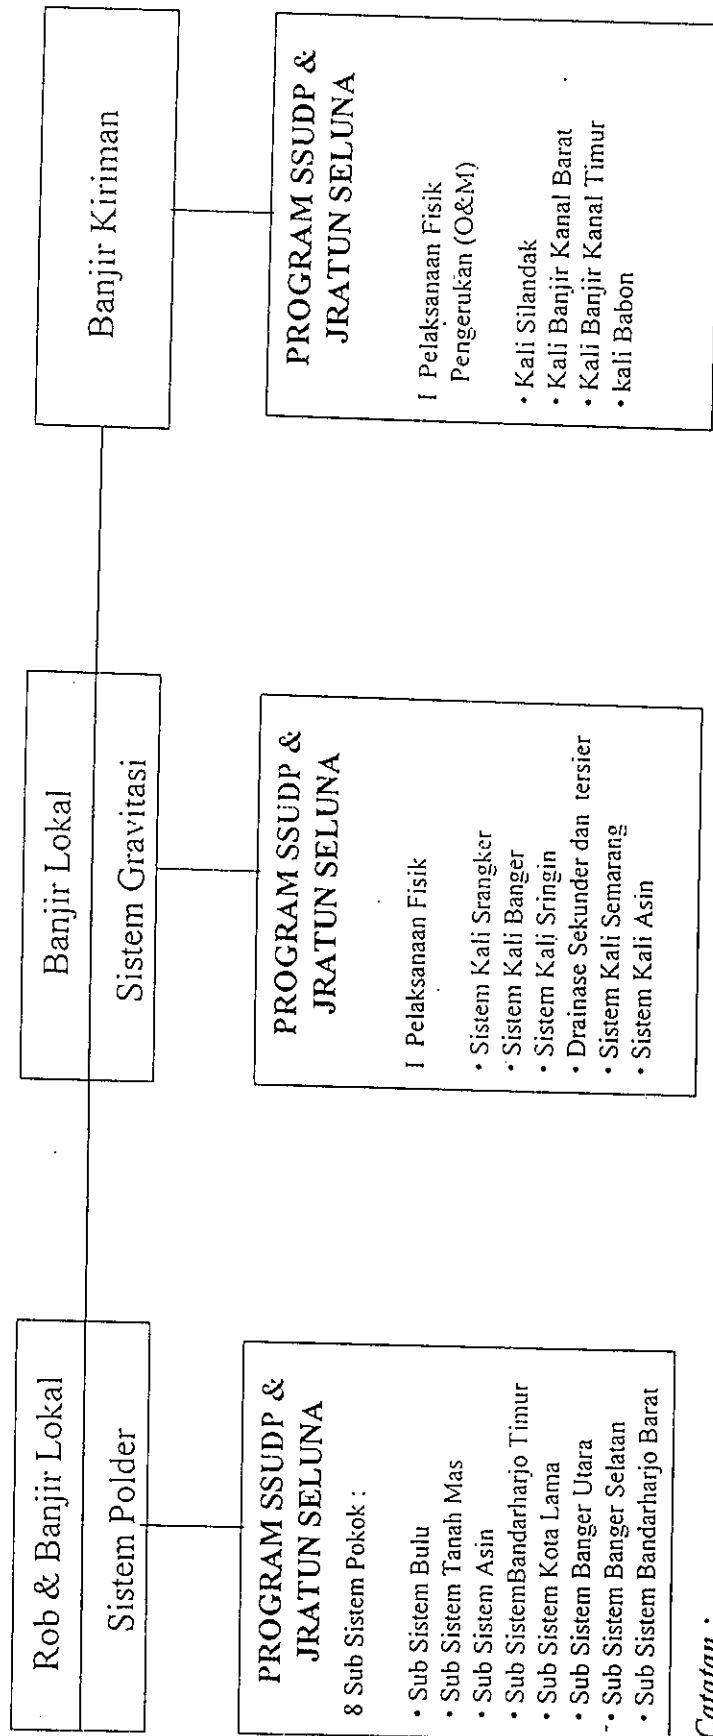 Rob & Banjir Lokal
Sistem Polder
PROGRAM SSUDP &
JRATUN SELUNA
8 Sub Sistem Pokok :
• Sub Sistem Bulu
• Sub Sistem Tanah Mas
• Sub Sistem Asin
• Sub SistemBandarharjo Timur
• Sub Sistem Kota Lama
• Sub Sistem Banger Utara
• Sub Sistem Banger Selatan
• Sub Sistem Bandarharjo Barat
Banjir Lokal
Sistem Gravitasi
PROGRAM SSUDP &
JRATUN SELUNA
I Pelaksanaan Fisik
• Sistem Kali Srangker
• Sistem Kali Banger
• Sistem Kali Sringin
• Drainase Sekunder dan tersier
• Sistem Kali Semarang
• Sistem Kali Asin
Banjir Kiriman
PROGRAM SSUDP &
JRATUN SELUNA
I Pelaksanaan Fisik
Pengerukan (O&M)
• Kali Silandak
• Kali Banjir Kanal Barat
• Kali Banjir Kanal Timur
• kali Babon
Catatan :